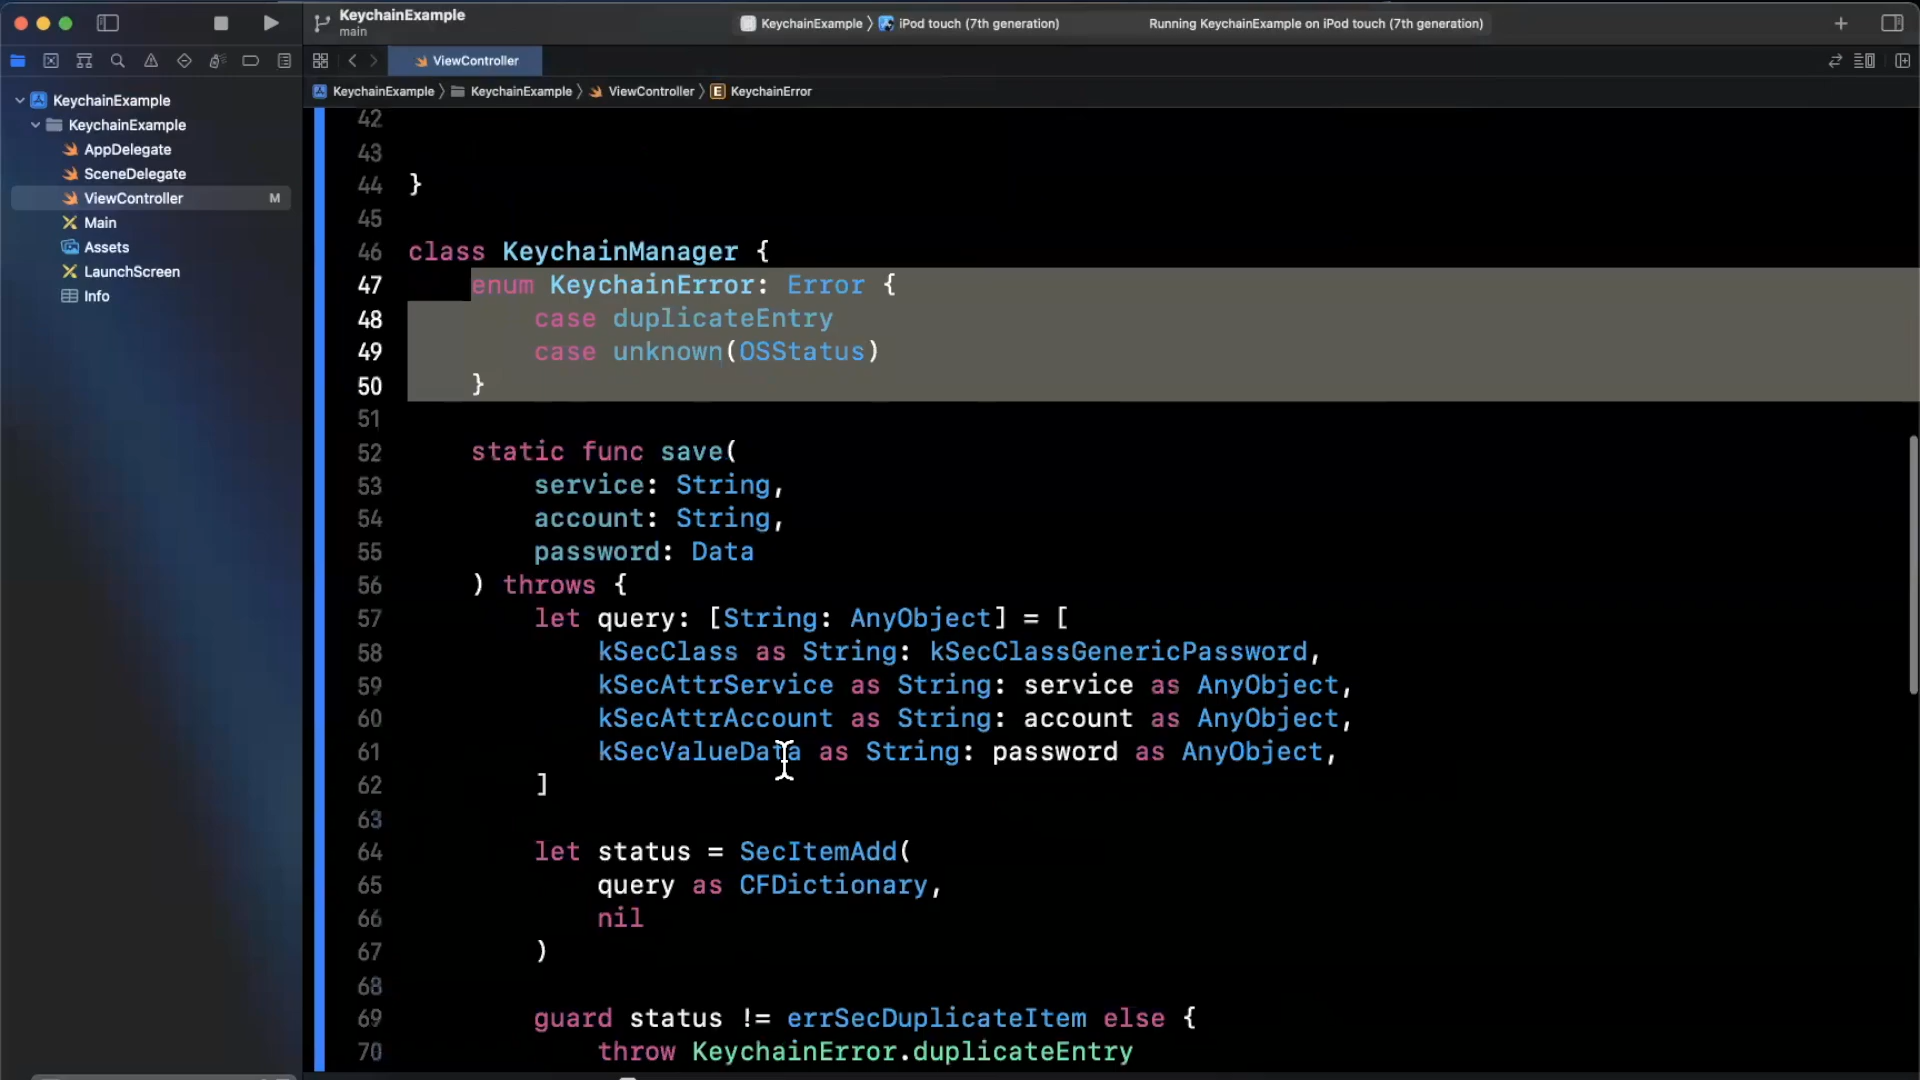 KeychainExample
main
KeychainExample
iPod touch (7th generation)
Running KeychainExample on iPod touch (7th generation)
ViewController
KeychainExample
KeychainExample
ViewController
E KeychainError
KeychainExample
KeychainExample
AppDelegate
SceneDelegate
ViewController M
Main
Assets
LaunchScreen
Info
42
43
44 }
45
46 class KeychainManager {
47 enum KeychainError: Error {
48 case duplicateEntry
49 case unknown(OSStatus)
50 }
51
52 static func save(
53 service: String,
54 account: String,
55 password: Data
56 ) throws {
57 let query: [String: AnyObject] = [
58 kSecClass as String: kSecClassGenericPassword,
59 kSecAttrService as String: service as AnyObject,
60 kSecAttrAccount as String: account as AnyObject,
61 kSecValueData as String: password as AnyObject,
62 ]
63
64 let status = SecItemAdd(
65 query as CFDictionary,
66 nil
67 )
68
69 guard status != errSecDuplicateItem else {
70 throw KeychainError.duplicateEntry